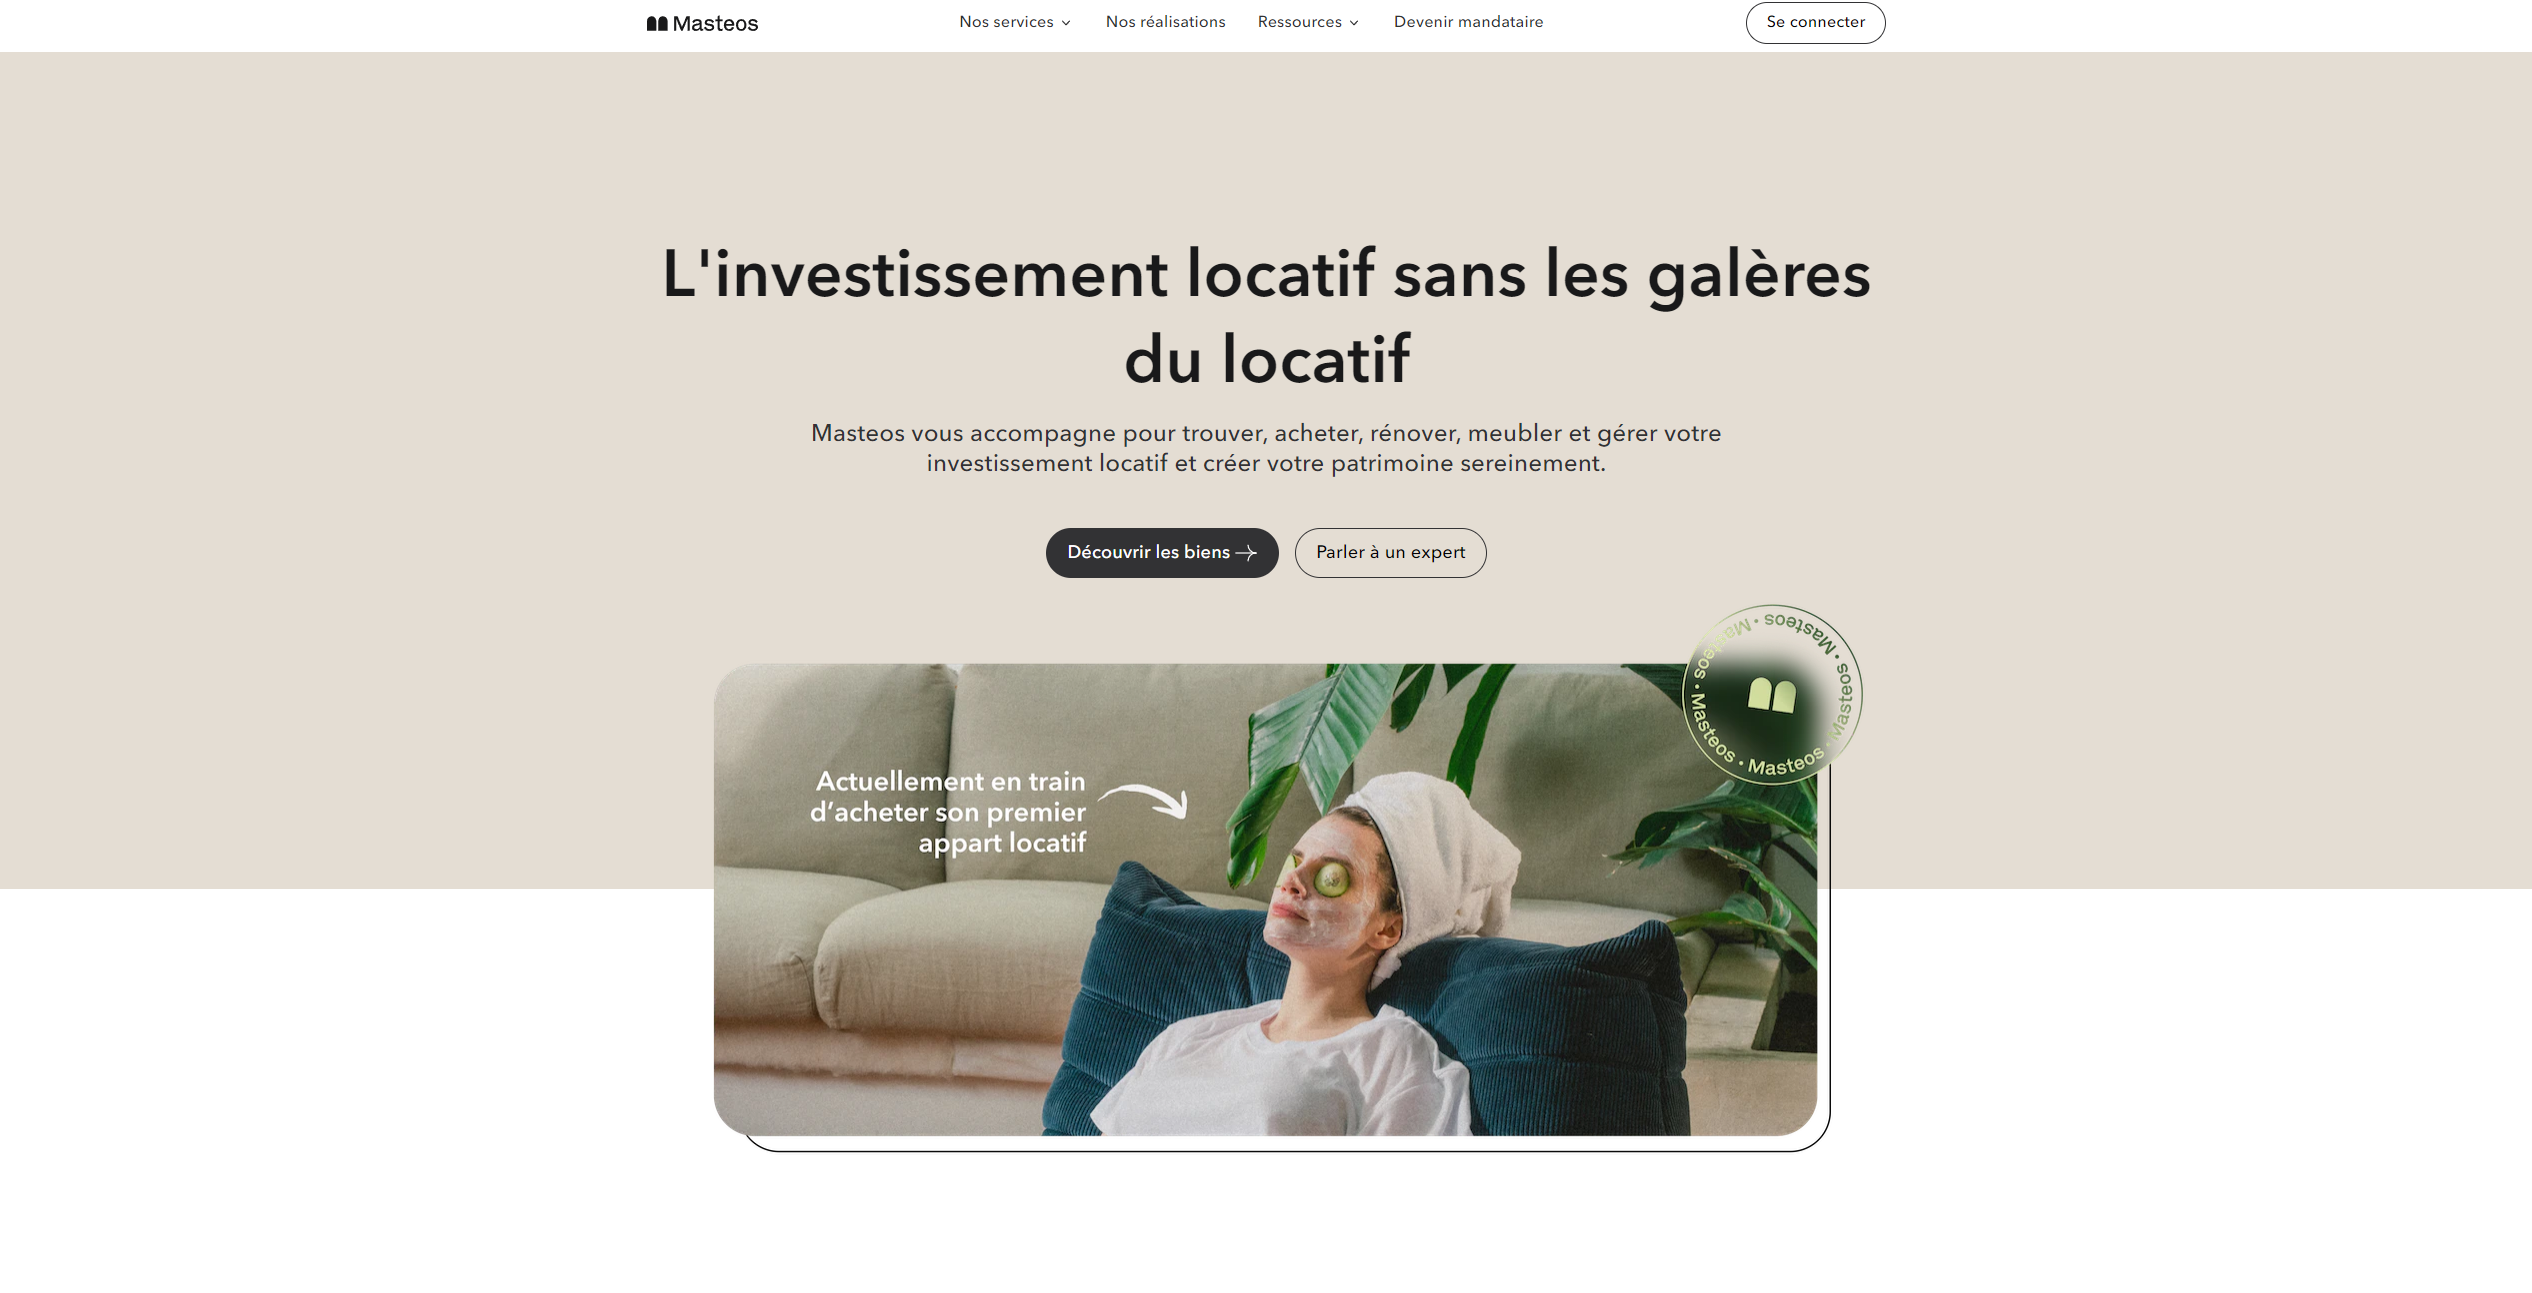 Masteos
Nos services
Nos réalisations
Ressources
Devenir mandataire
Se connecter
L'investissement locatif sans les galères
du locatif
Masteos vous accompagne pour trouver, acheter, rénover, meubler et gérer votre
investissement locatif et créer votre patrimoine sereinement.
Découvrir les biens
Parler à un expert
Masteos • Masteos • Masteos • Masteos • Masteos • Masteos •
Actuellement en train
d’acheter son premier
appart locatif